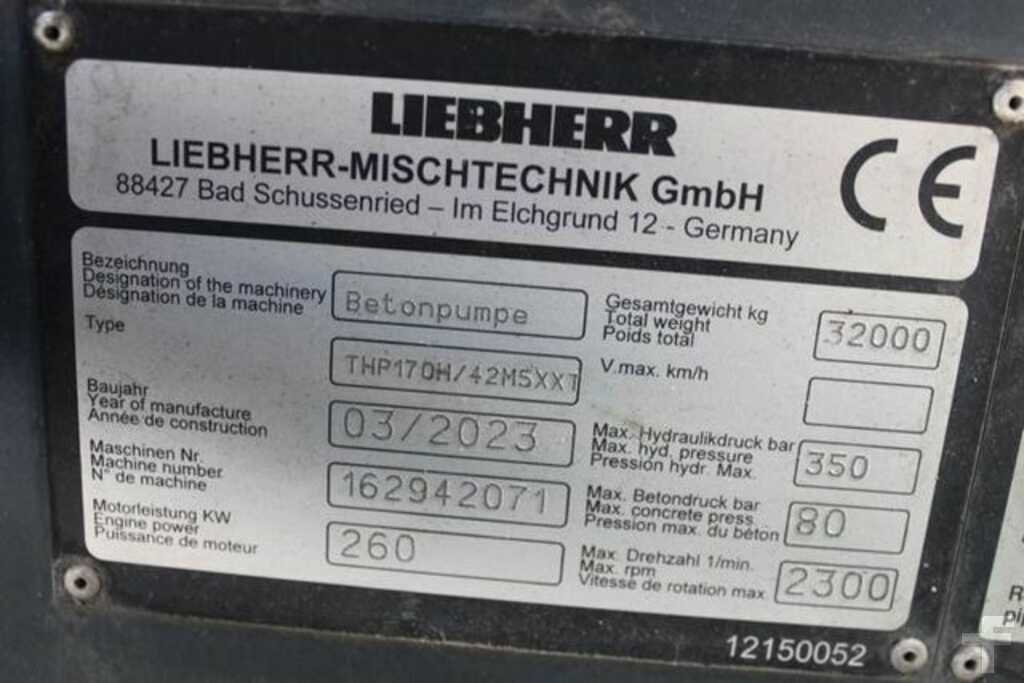 LIEBHERR
LIEBHERR-MISCHTECHNIK GmbH
88427 Bad Schussenried – Im Elchgrund 12 - Germany
CE
Bezeichnung
Designation of the machinery
Désignation de la machine
Betonpumpe
Type
THP170H/42M5XXT
Baujahr
Year of manufacture
Année de construction
03/2023
Maschinen Nr.
Machine number
N° de machine
162942071
Motorleistung KW
Engine power
Puissance de moteur
260
Gesamtgewicht kg
Total weight
Poids total
32000
V.max. km/h
Max. Hydraulikdruck bar
Max. hyd. pressure
Pression hydr. Max.
350
Max. Betondruck bar
Max. concrete press.
Pression max. du béton
80
Max. Drehzahl 1/min.
Max. rpm
Vitesse de rotation max
2300
12150052